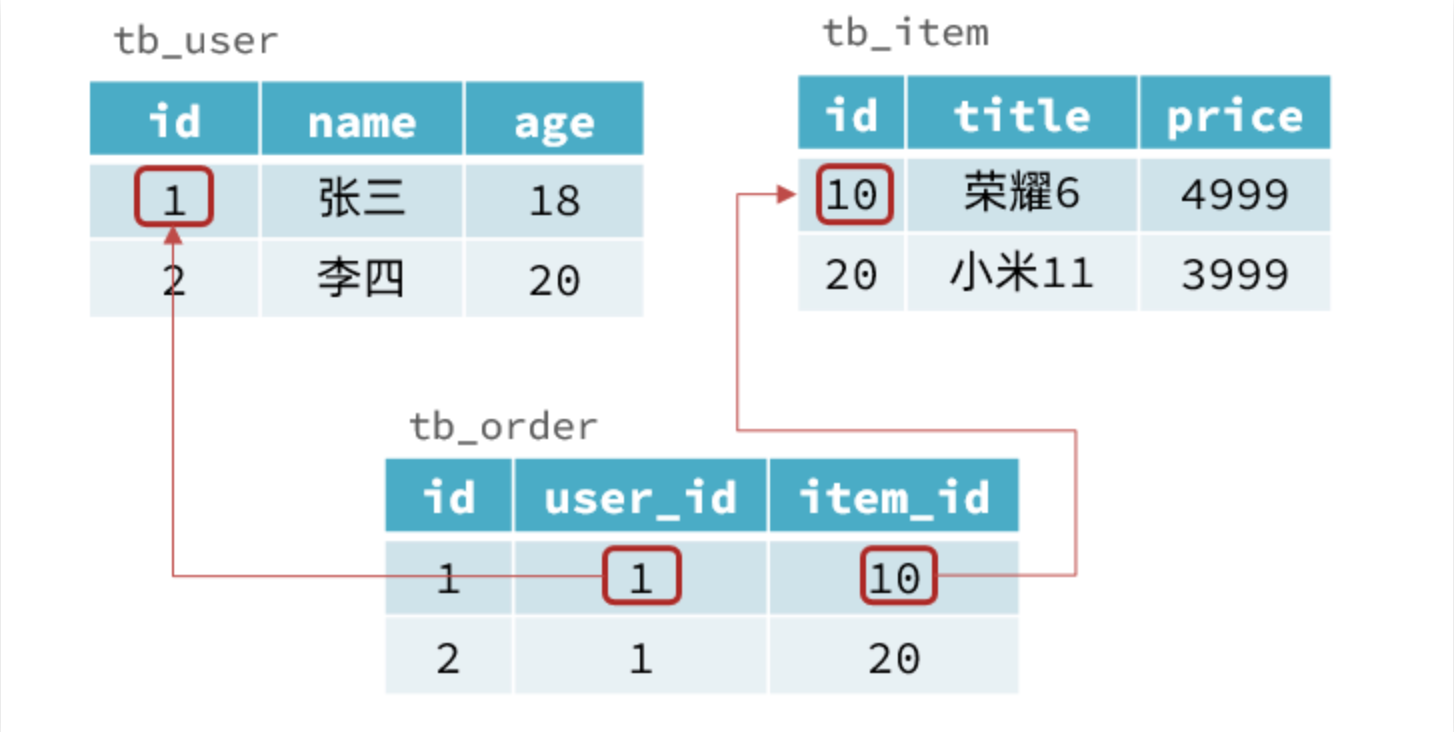 tb_user
id name age
1 张三 18
2 李四 20
tb_item
id title price
10 荣耀6 4999
20 小米11 3999
tb_order
id user_id item_id
1 1 10
2 1 20